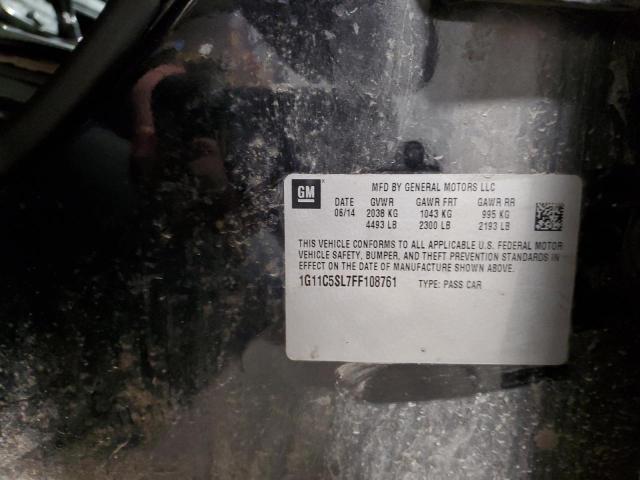 GM
MFD BY GENERAL MOTORS LLC
DATE GVWR GAWR FRT GAWR RR
06/14 2038 KG 1043 KG 995 KG
4493 LB 2300 LB 2193 LB
THIS VEHICLE CONFORMS TO ALL APPLICABLE U.S. FEDERAL MOTOR
VEHICLE SAFETY, BUMPER, AND THEFT PREVENTION STANDARDS IN
EFFECT ON THE DATE OF MANUFACTURE SHOWN ABOVE.
1G11C5SL7FF108761 TYPE: PASS CAR